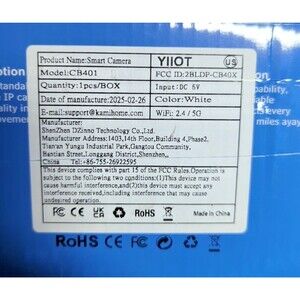 Product Name:Smart Camera
YIIOT
US
Model:CB401
FCC ID:2BLDP-CB40X
Quantity:1pcs/BOX
Input:DC 5V
Date:2025-02-26
Color:White
E-mail:support@kamihome.com
WiFi: 2.4 / 5G
Manufacturer:
ShenZhen DZinno Technology Co.,Ltd.
Manufacturer Address:1403,14th Floor,Building 4,Phase2,
Tianan Yungu Industrial Park,Gangtou Community,
Bantian Street,Longgang District,Shenzhen
Tel:+86-755-26922595
This device complies with part 15 of the FCC Rules.Operation is
subject to the following two conditions:(1)This device may not
cause harmful interference,and(2)this device must accept any
interference received,including interference that may cause
undesired operation.
FC CE RoHS
RoHS